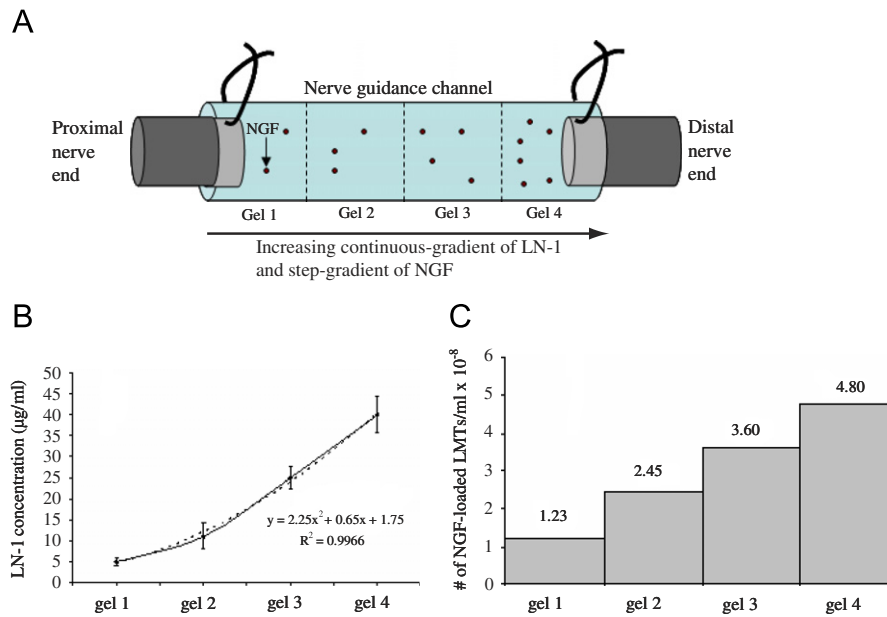 A
Nerve guidance channel
Proximal
nerve
end
NGF
Distal
nerve
end
Gel 1 Gel 2 Gel 3 Gel 4
Increasing continuous-gradient of LN-1
and step-gradient of NGF
B
LN-1 concentration (µg/ml)
50
45
40
35
30
25
20
15
10
5
0
y = 2.25x² + 0.65x + 1.75
R² = 0.9966
gel 1 gel 2 gel 3 gel 4
C
# of NGF-loaded LMTs/ml x 10⁻⁸
6
5
4
3
2
1
0
1.23
2.45
3.60
4.80
gel 1 gel 2 gel 3 gel 4